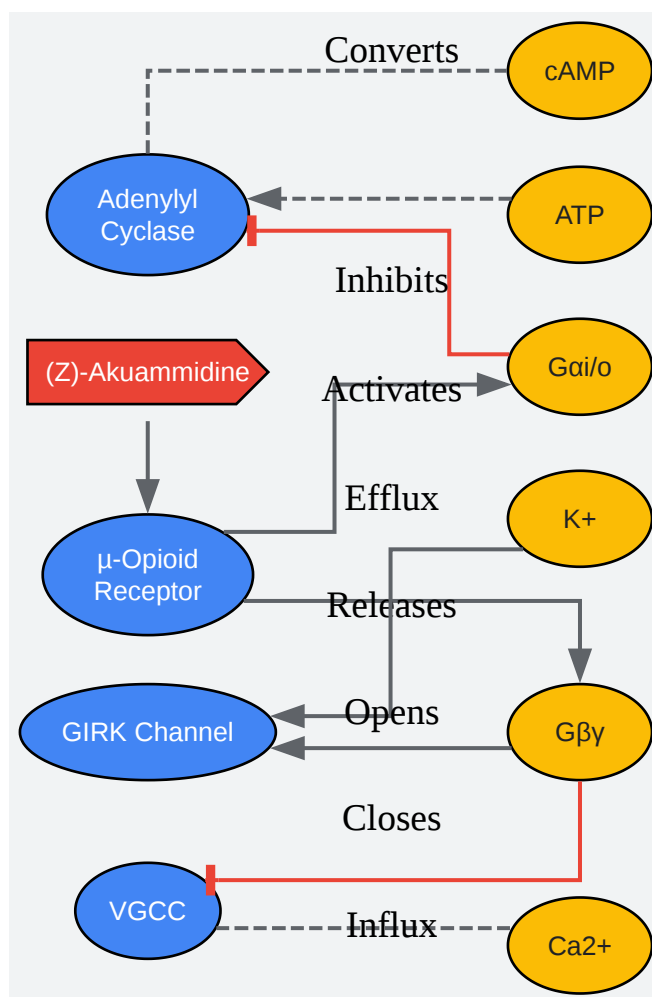 Converts
cAMP
Adenylyl
Cyclase
ATP
Inhibits
(Z)-Akuammidine
Gαi/o
Activates
Efflux
K+
μ-Opioid
Receptor
Releases
GIRK Channel
Opens
Gβγ
Closes
VGCC
Influx
Ca2+